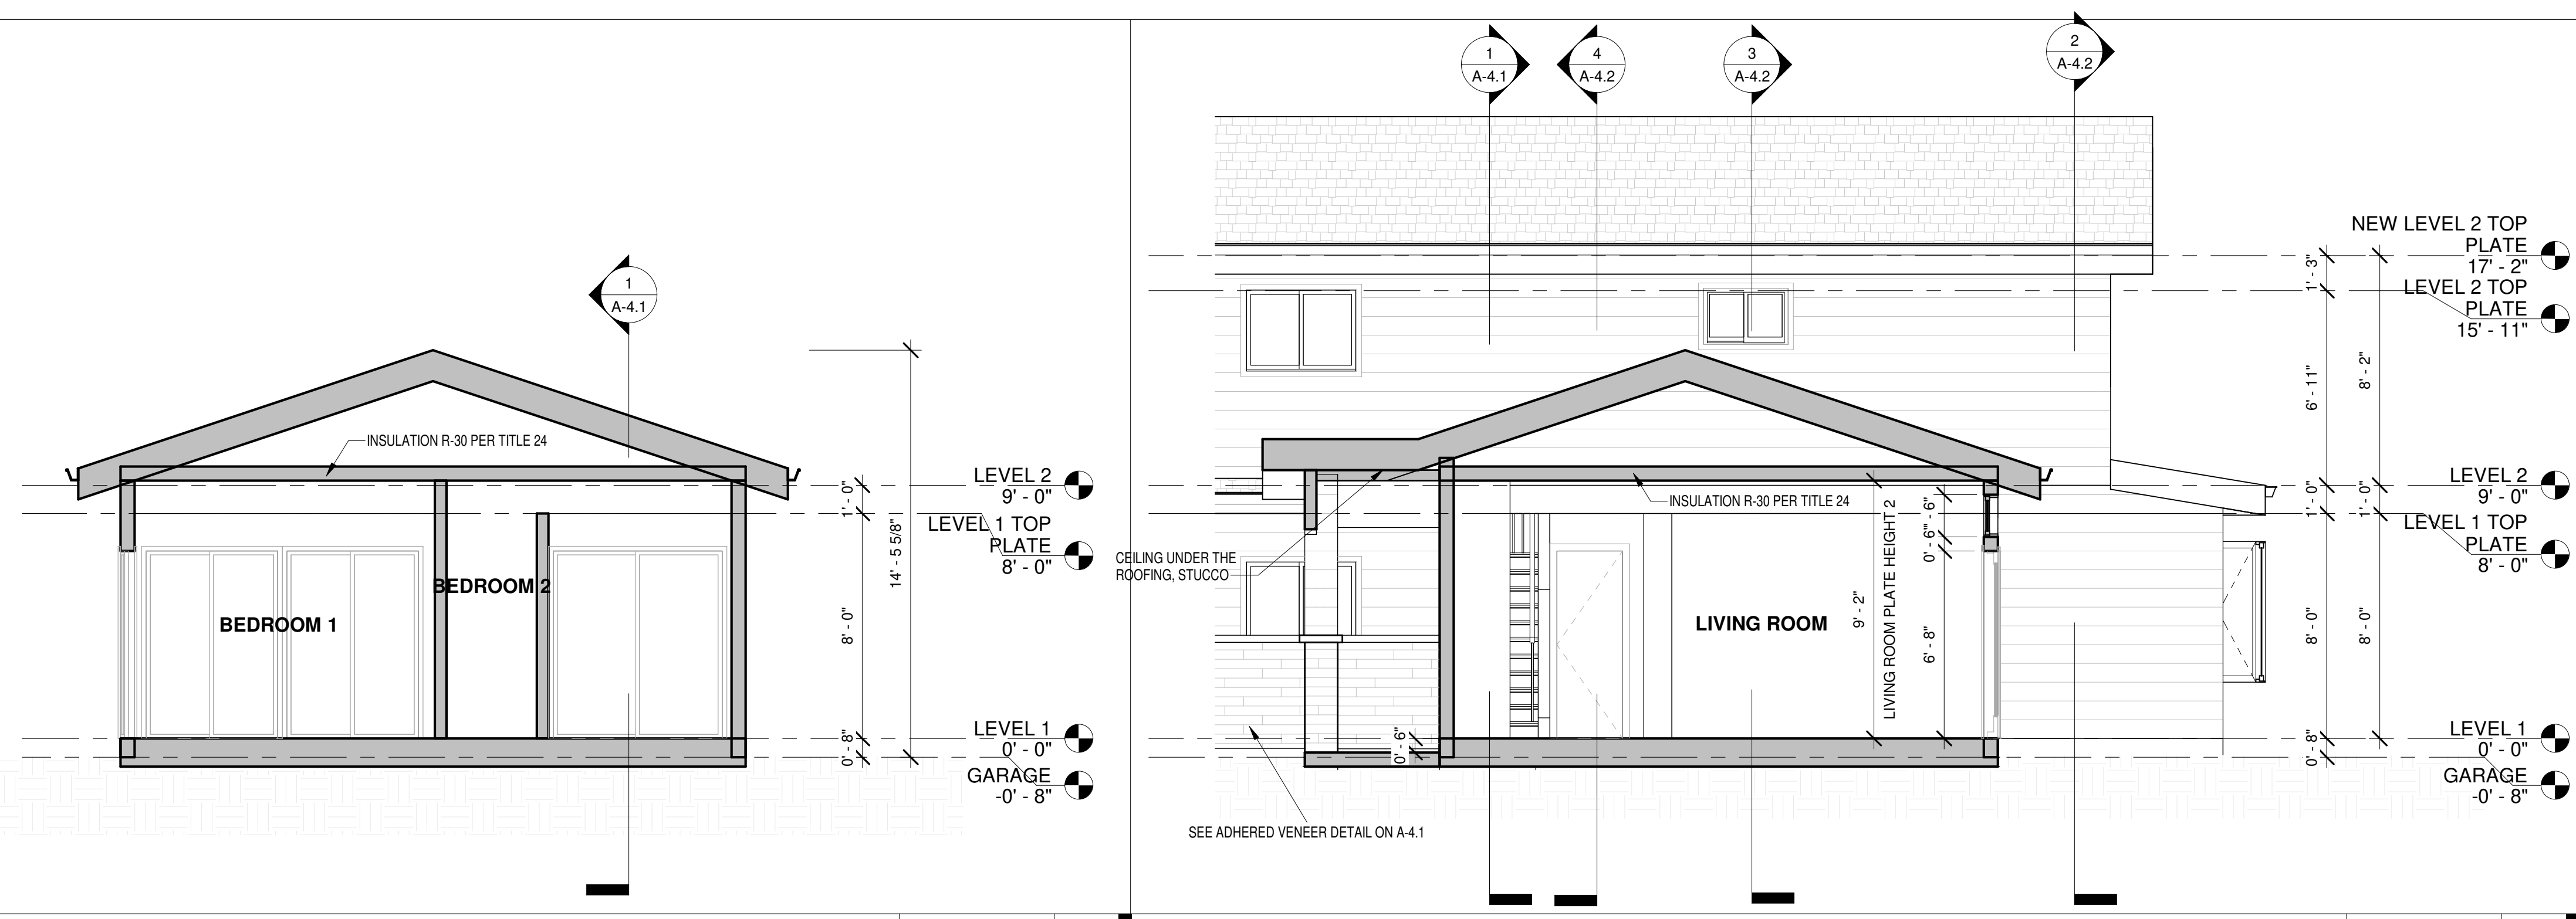 1
A-4.1
INSULATION R-30 PER TITLE 24
BEDROOM 1
BEDROOM 2
1' - 0"
8' - 0"
0' - 8"
14' - 5 5/8"
LEVEL 2
9' - 0"
LEVEL 1 TOP
PLATE
8' - 0"
LEVEL 1
0' - 0"
GARAGE
-0' - 8"
1
A-4.1
4
A-4.2
3
A-4.2
2
A-4.2
CEILING UNDER THE
ROOFING, STUCCO
INSULATION R-30 PER TITLE 24
LIVING ROOM
9' - 2"
LIVING ROOM PLATE HEIGHT 2
0' - 6"
6' - 8"
0' - 6"
SEE ADHERED VENEER DETAIL ON A-4.1
1' - 3"
6' - 11"
1' - 0"
8' - 0"
0' - 8"
8' - 2"
1' - 0"
8' - 0"
NEW LEVEL 2 TOP
PLATE
17' - 2"
LEVEL 2 TOP
PLATE
15' - 11"
LEVEL 2
9' - 0"
LEVEL 1 TOP
PLATE
8' - 0"
LEVEL 1
0' - 0"
GARAGE
-0' - 8"